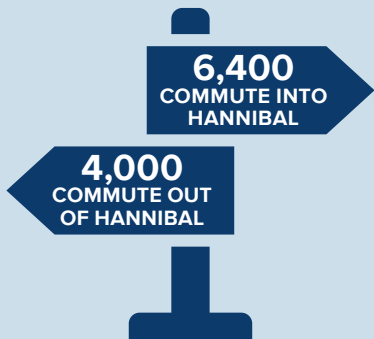 6,400
COMMUTE INTO
HANNIBAL
4,000
COMMUTE OUT
OF HANNIBAL